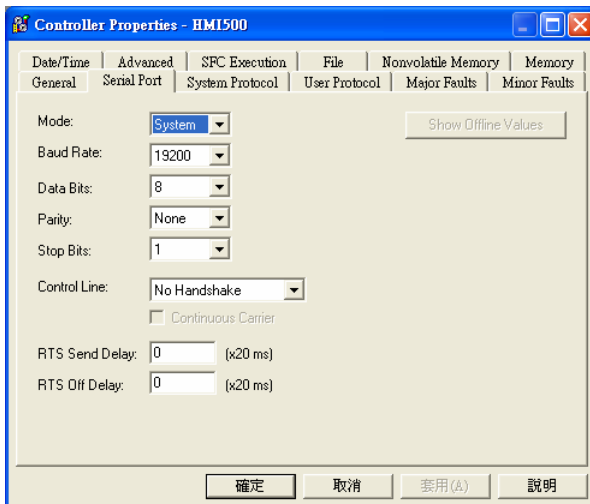 Controller Properties - HMI500
Date/Time Advanced SFC Execution File Nonvolatile Memory Memory
General Serial Port System Protocol User Protocol Major Faults Minor Faults
Mode: System Show Offline Values
Baud Rate: 19200
Data Bits: 8
Parity: None
Stop Bits: 1
Control Line: No Handshake
Continuous Carrier
RTS Send Delay: 0 (x20 ms)
RTS Off Delay: 0 (x20 ms)
確定 取消 套用(A) 說明